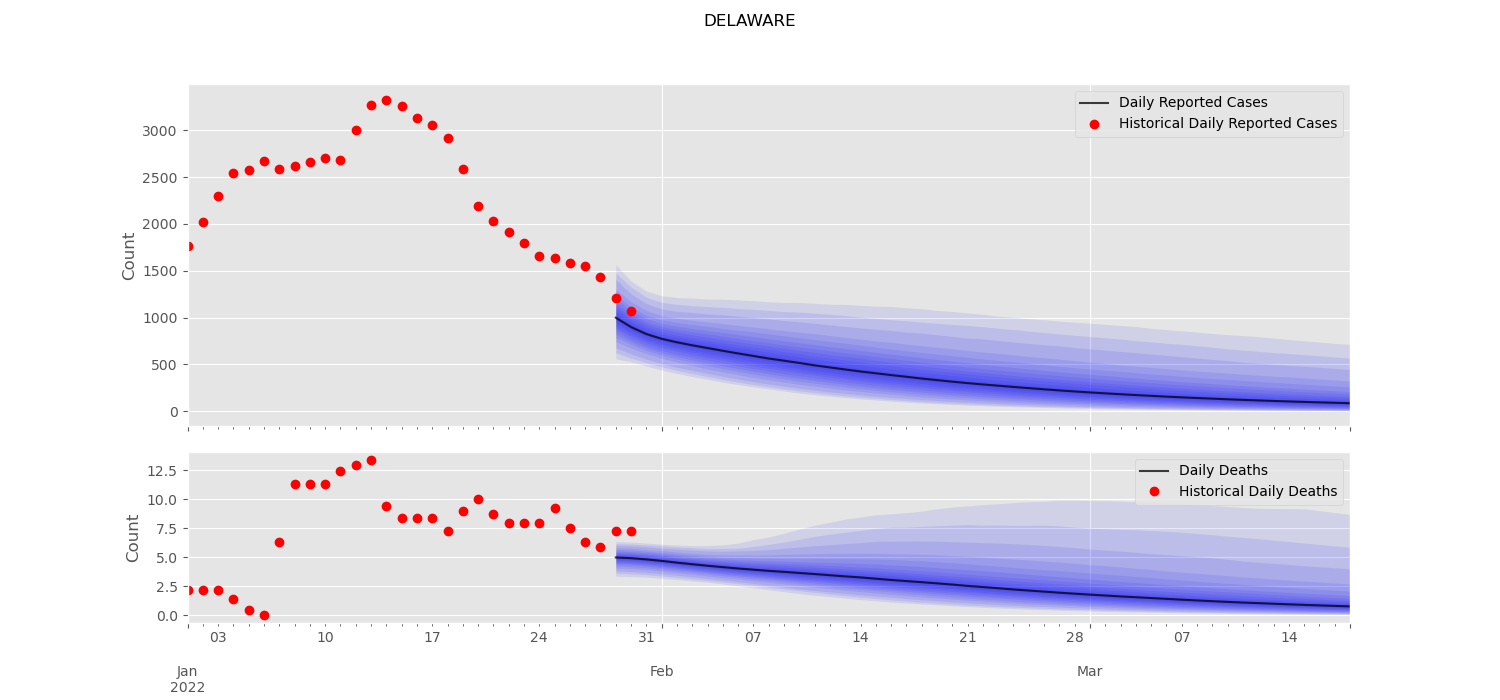 DELAWARE
Daily Reported Cases
Historical Daily Reported Cases
Count
3000
2500
2000
1500
1000
500
0
Daily Deaths
Historical Daily Deaths
Count
12.5
10.0
7.5
5.0
2.5
0.0
03 10 17 24 31 07 14 21 28 07 14
Jan Feb Mar
2022